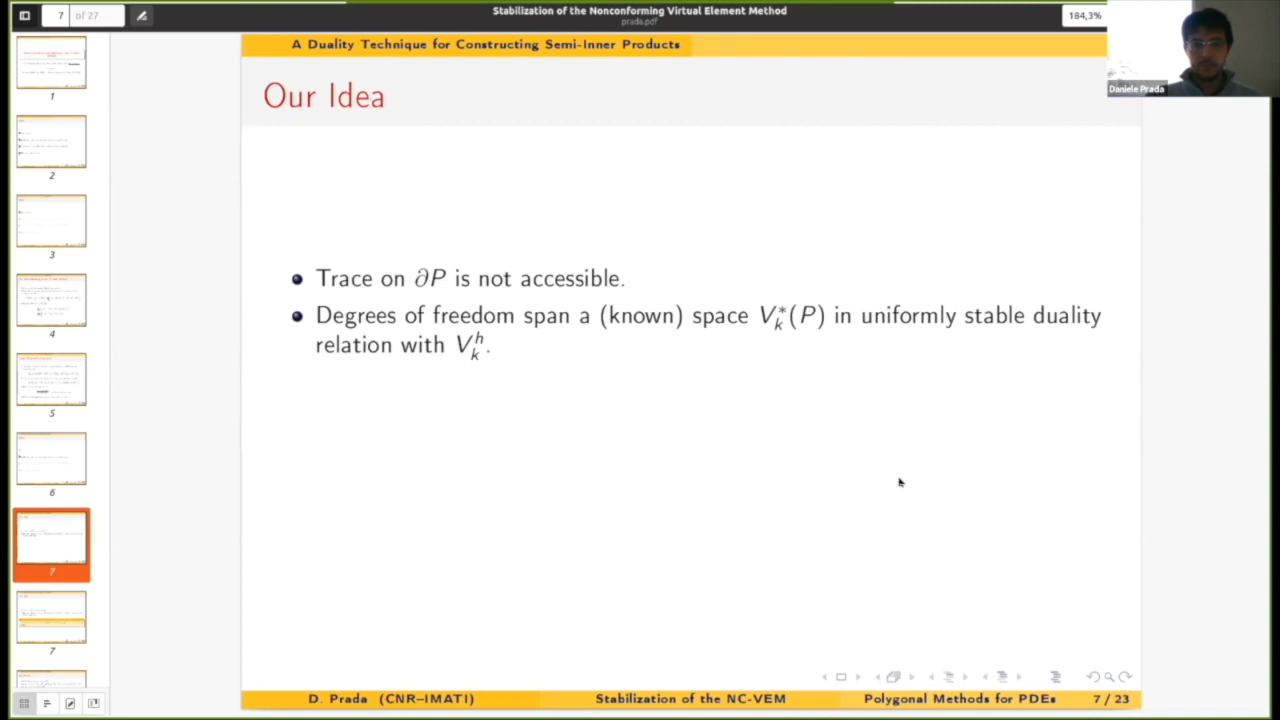 7 of 27
Stabilization of the Nonconforming Virtual Element Method
prada.pdf
184,3%
A Duality Technique for Constructing Semi-Inner Products
Our Idea
Daniele Prada
Trace on ∂P is not accessible.
Degrees of freedom span a (known) space V*ₖ(P) in uniformly stable duality
relation with Vʰₖ.
1
2
3
4
5
6
7
7
D. Prada (CNR–IMATI) Stabilization of the NC-VEM Polygonal Methods for PDEs 7 / 23